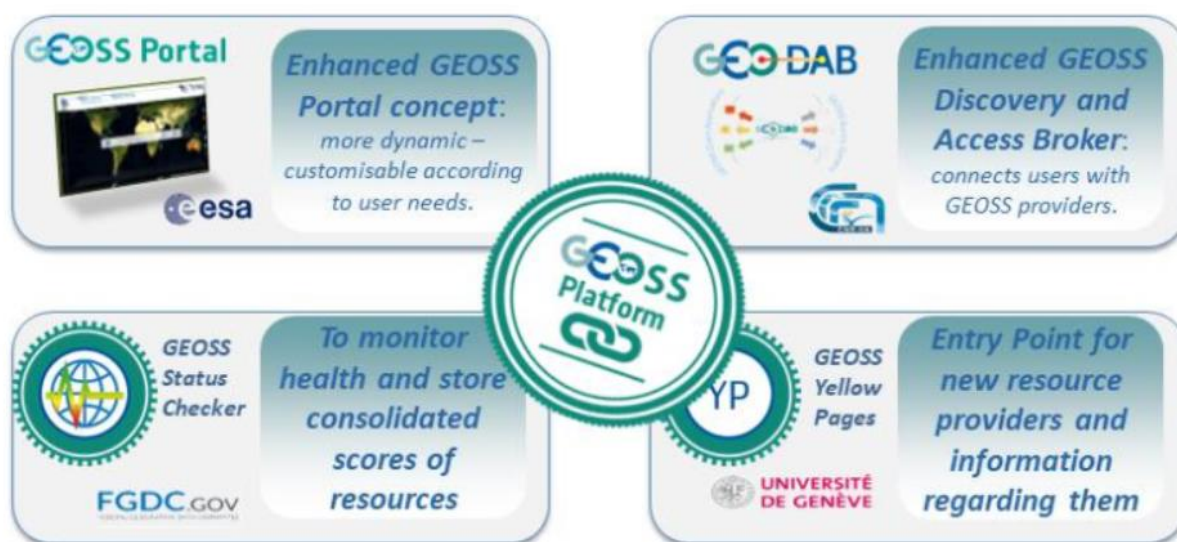 GEOSS Portal
Enhanced GEOSS
Portal concept:
more dynamic –
customisable according
to user needs.
esa
GEO DAB
Enhanced GEOSS
Discovery and
Access Broker:
connects users with
GEOSS providers.
GEOSS
Platform
GEOSS
Status
Checker
To monitor
health and store
consolidated
scores of
resources
FGDC.GOV
YP
GEOSS
Yellow
Pages
Entry Point for
new resource
providers and
information
regarding them
UNIVERSITÉ
DE GENÈVE